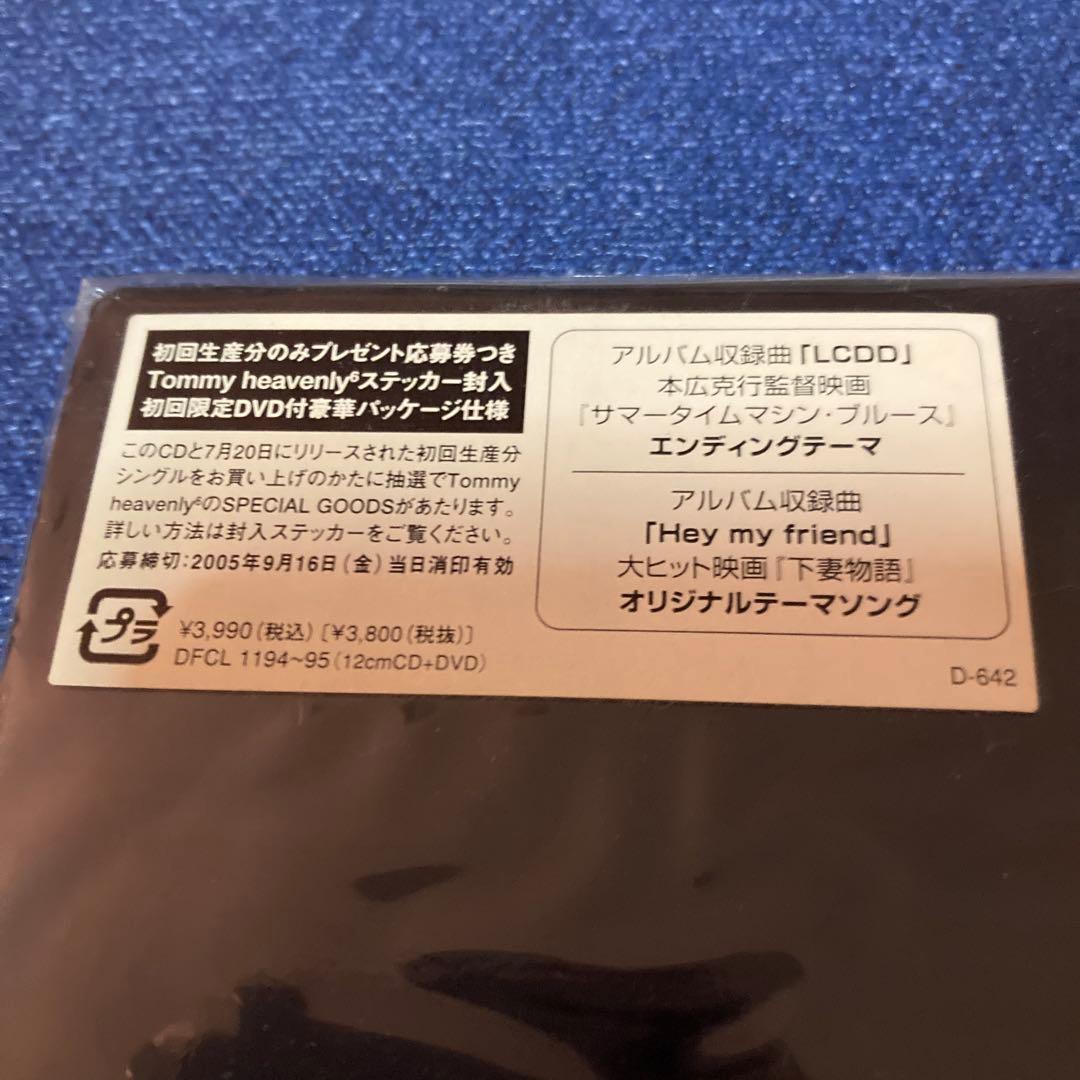 初回生産分のみプレゼント応募券つき
Tommy heavenly⁶ステッカー封入
初回限定DVD付豪華パッケージ仕様
このCDと7月20日にリリースされた初回生産分
シングルをお買い上げのかたに抽選でTommy
heavenly⁶のSPECIAL GOODSがあたります。
詳しい方法は封入ステッカーをご覧ください。
応募締切:2005年9月16日(金)当日消印有効
プラ
¥3,990(税込)[¥3,800(税抜)]
DFCL 1194~95(12cmCD+DVD)
アルバム収録曲「LCDD」
本広克行監督映画
『サマータイムマシン・ブルース』
エンディングテーマ
アルバム収録曲
「Hey my friend」
大ヒット映画『下妻物語』
オリジナルテーマソング
D-642